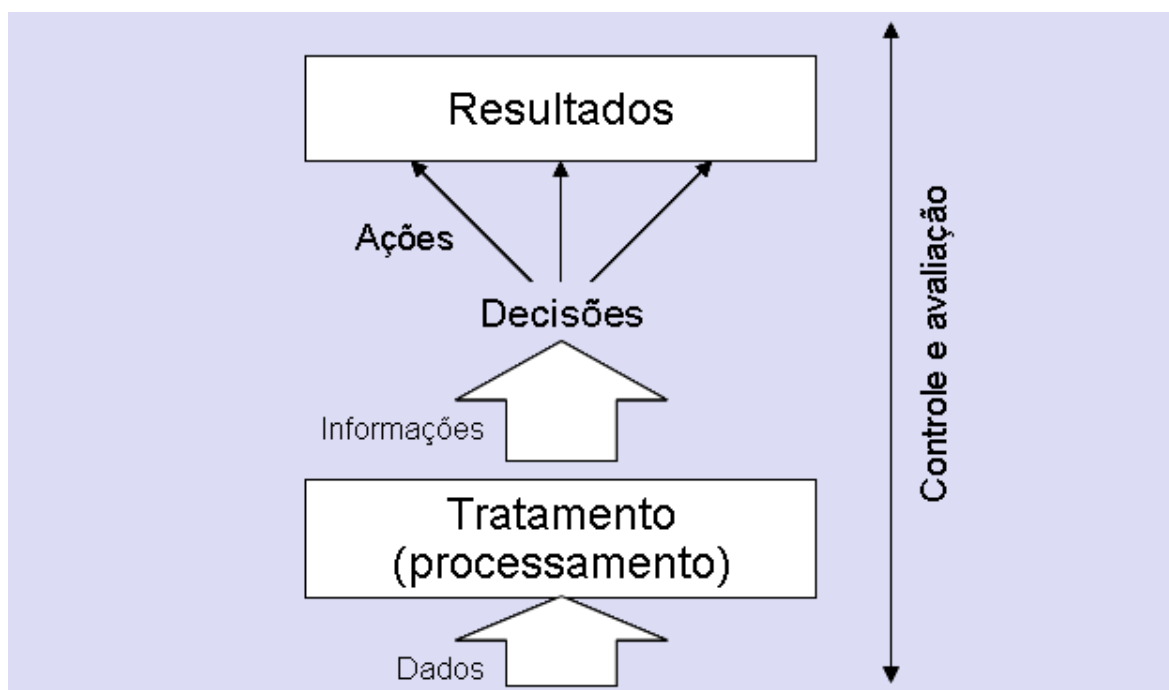 Resultados
Ações
Decisões
Informações
Tratamento
(processamento)
Dados
Controle e avaliação